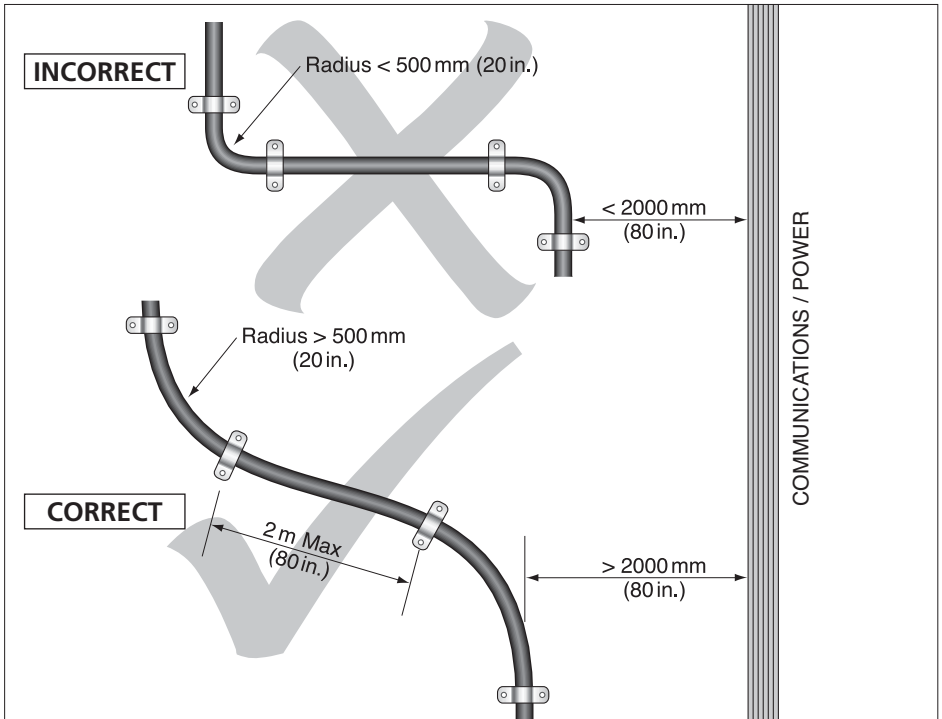 INCORRECT
Radius < 500 mm (20 in.)
< 2000 mm
(80 in.)
COMMUNICATIONS / POWER
Radius > 500 mm
(20 in.)
CORRECT
2 m Max
(80 in.)
> 2000 mm
(80 in.)